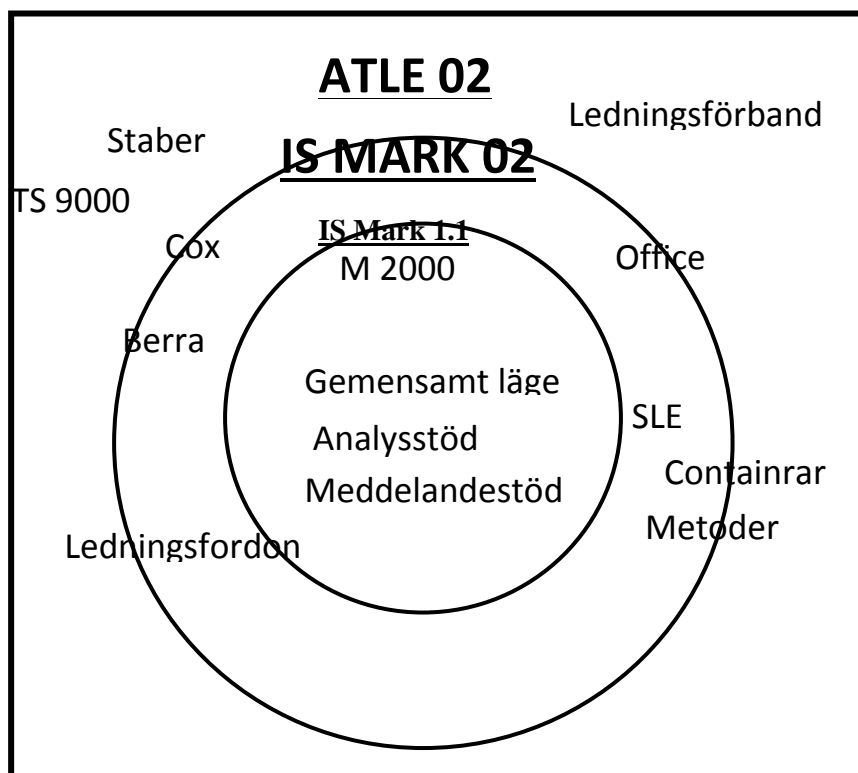 ATLE 02
Ledningsförband
Staber
IS MARK 02
TS 9000
IS Mark 1.1
Cox
Office
M 2000
Berra
Gemensamt läge
SLE
Analysstöd
Containrar
Meddelandestöd
Metoder
Ledningsfordon